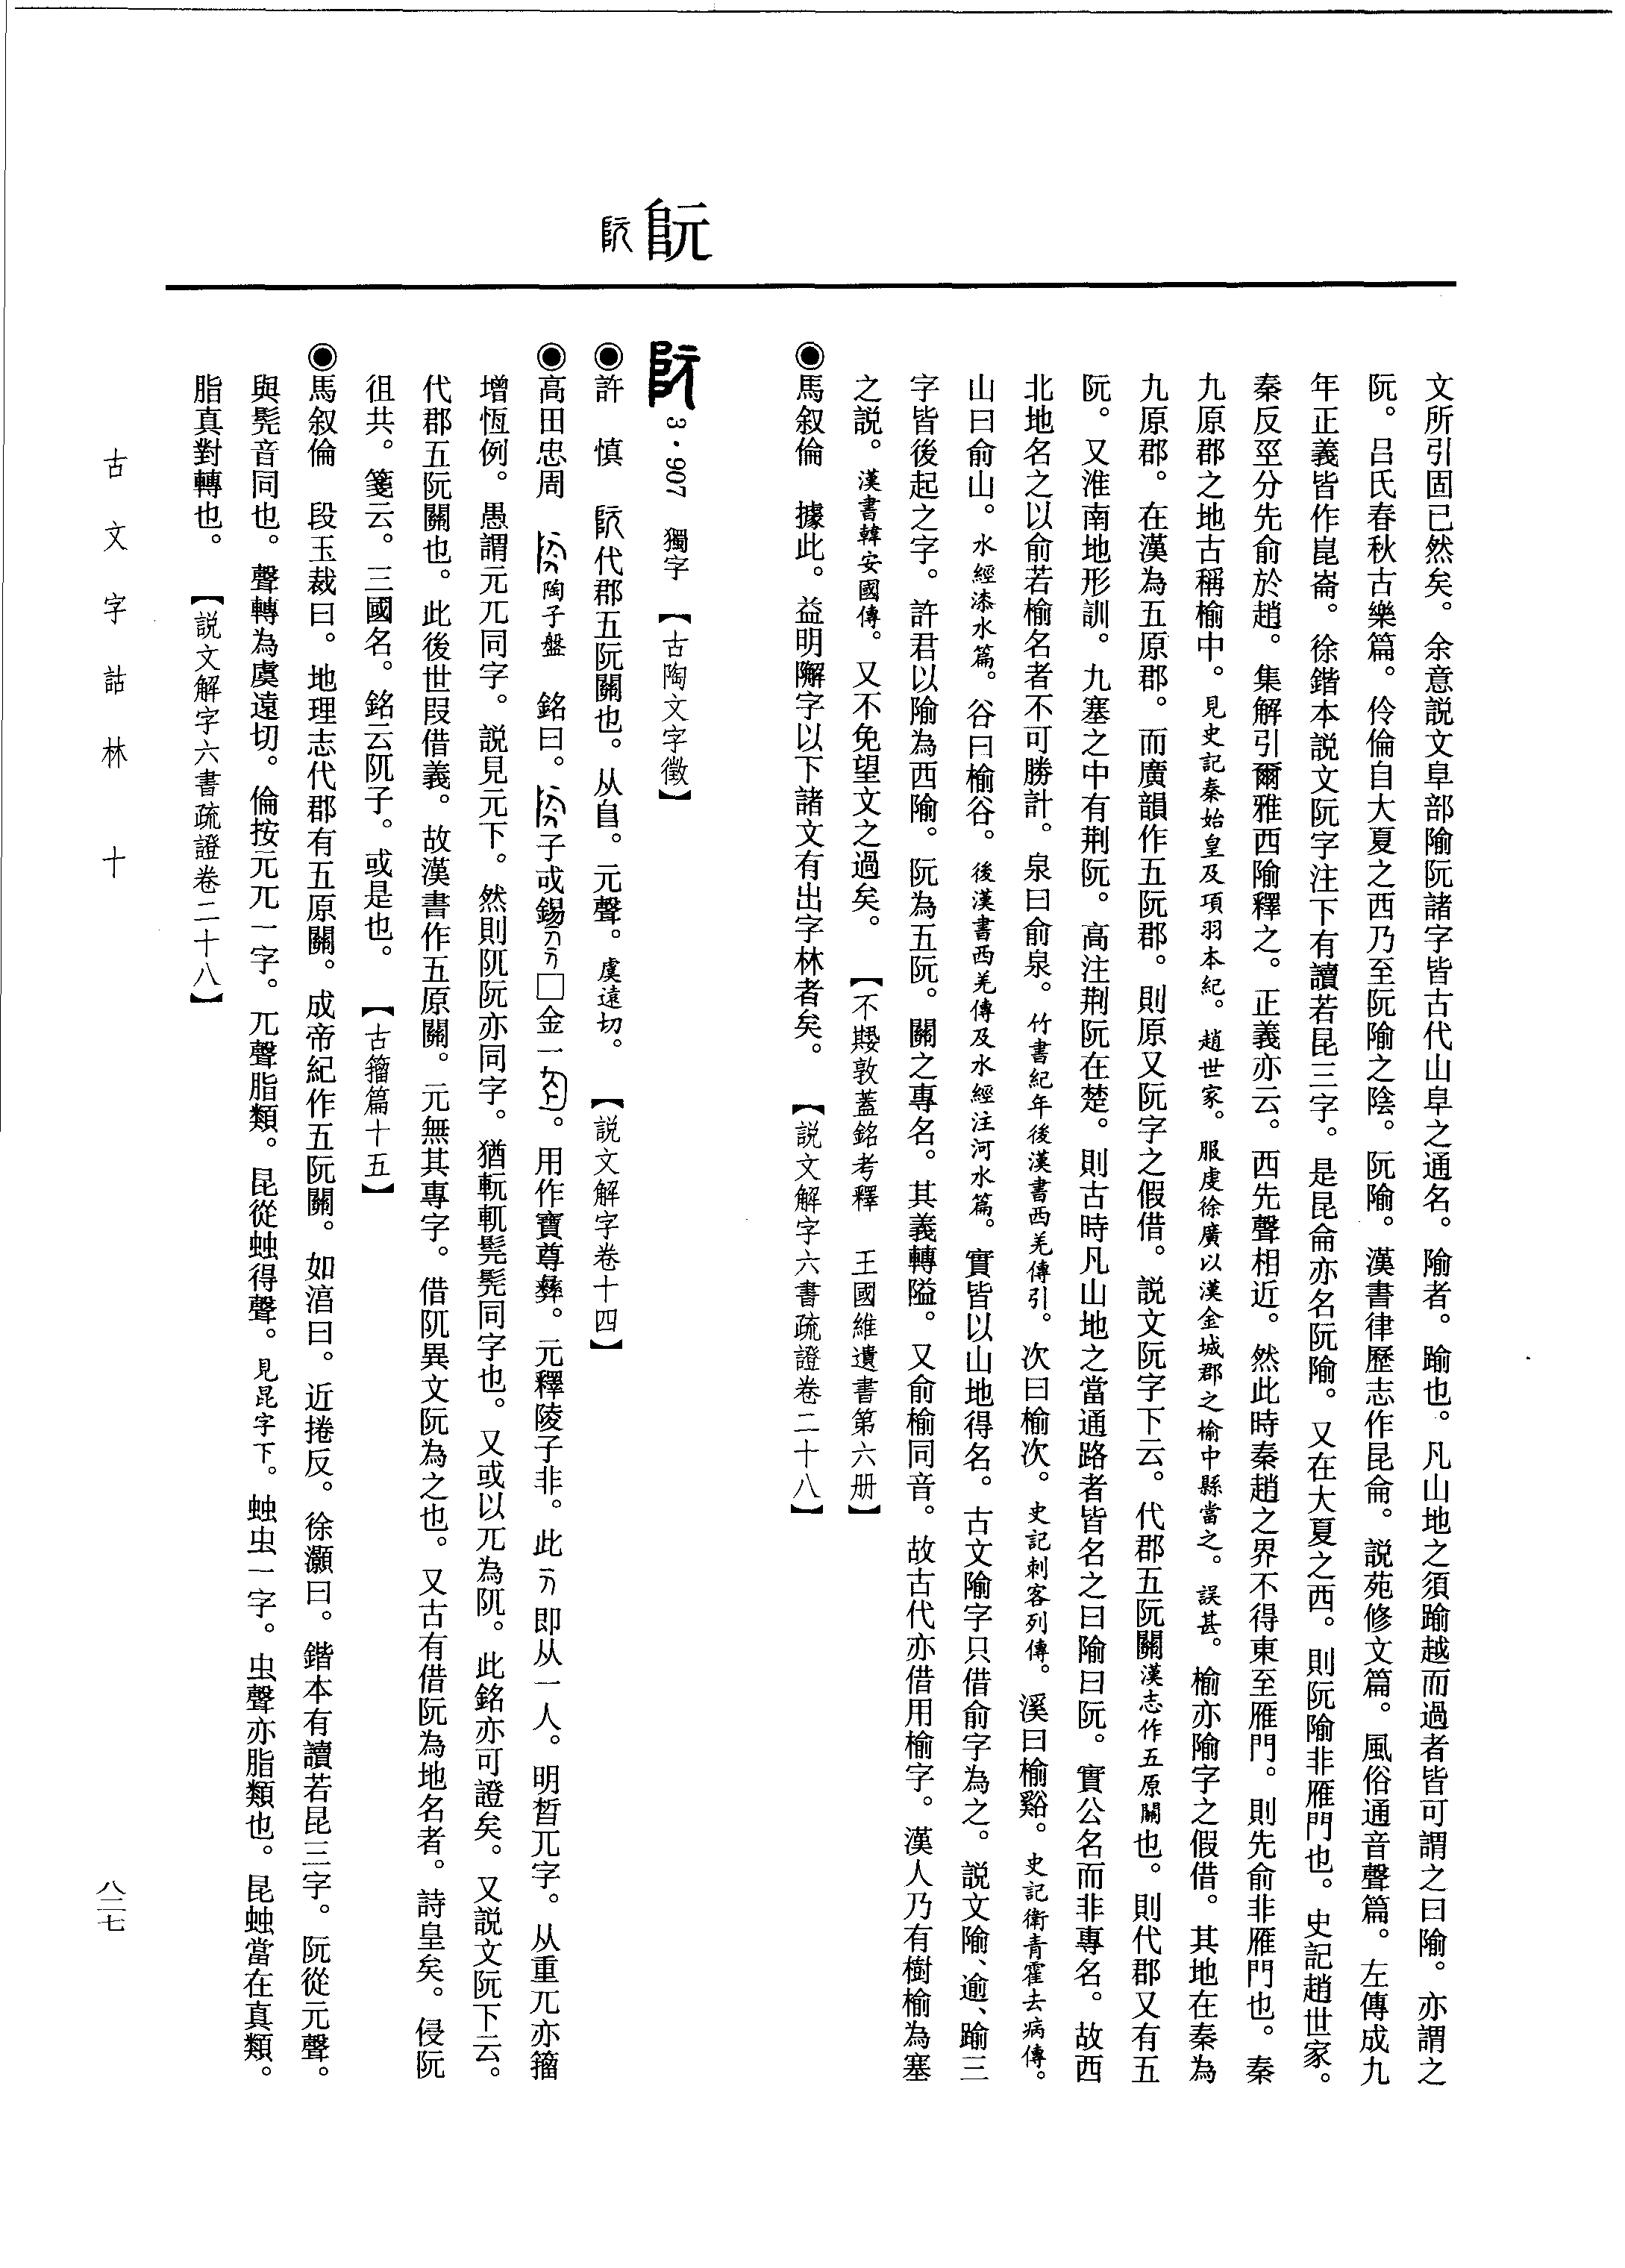 阮
文所引固已然矣。余意説文𨸏部隃阮諸字皆古代山𨸏之通名。隃者。踰也。凡山地之須踰越而過者皆可謂之曰隃。亦謂之
阮。呂氏春秋古樂篇。伶倫自大夏之西乃至阮隃之陰。阮隃。漢書律歷志作昆侖。説苑修文篇。風俗通音聲篇。左傳成九
年正義皆作崑崙。徐鍇本説文阮字注下有讀若昆三字。是昆侖亦名阮隃。又在大夏之西。則阮隃非雁門也。史記趙世家。
秦反巠分先俞於趙。集解引爾雅西隃釋之。正義亦云。西先聲相近。然此時秦趙之界不得東至雁門。則先俞非雁門也。秦
九原郡之地古稱榆中。見史記秦始皇及項羽本紀。趙世家。服虔徐廣以漢金城郡之榆中縣當之。誤甚。榆亦隃字之假借。其地在秦為
九原郡。在漢為五原郡。而廣韻作五阮郡。則原又阮字之假借。説文阮字下云。代郡五阮關漢志作五原關也。則代郡又有五
阮。又淮南地形訓。九塞之中有荆阮。高注荆阮在楚。則古時凡山地之當通路者皆名之曰隃曰阮。實公名而非專名。故西
北地名之以俞若榆名者不可勝計。泉曰俞泉。竹書紀年後漢書西羌傳引。次曰榆次。史記刺客列傳。溪曰榆谿。史記衛青霍去病傳。
山曰俞山。水經漆水篇。谷曰榆谷。後漢書西羌傳及水經注河水篇。實皆以山地得名。古文隃字只借俞字為之。説文隃、逾、踰三
字皆後起之字。許君以隃為西隃。阮為五阮。關之專名。其義轉隘。又俞榆同音。故古代亦借用榆字。漢人乃有樹榆為塞
之説。漢書韓安國傳。又不免望文之過矣。【不𡢁敦蓋銘考釋　王國維遺書第六册】
◉馬叙倫　據此。益明𨼬字以下諸文有出字林者矣。【説文解字六書疏證卷二十八】
3·907　獨字　【古陶文字徵】
◉許　慎　代郡五阮關也。从𨸏。元聲。虞遠切。【説文解字卷十四】
◉高田忠周　陶子盤　銘曰。子或錫□金一。用作寶尊彝。元釋陵子非。此即从一人。明晳兀字。从重兀亦籀
增恆例。愚謂元兀同字。説見元下。然則阢阮亦同字。猶䡇軏髨髡同字也。又或以兀為阢。此銘亦可證矣。又説文阮下云。
代郡五阮關也。此後世叚借義。故漢書作五原關。元無其專字。借阢異文阮為之也。又古有借阮為地名者。詩皇矣。侵阮
徂共。箋云。三國名。銘云阢子。或是也。【古籀篇十五】
◉馬叙倫　段玉裁曰。地理志代郡有五原關。成帝紀作五阮關。如淳曰。近捲反。徐灝曰。鍇本有讀若昆三字。阮從元聲。
與髡音同也。聲轉為虞遠切。倫按元兀一字。兀聲脂類。昆從䖵得聲。見昆字下。䖵虫一字。虫聲亦脂類也。昆䖵當在真類。
脂真對轉也。【説文解字六書疏證卷二十八】
古文字詁林　十
八二七